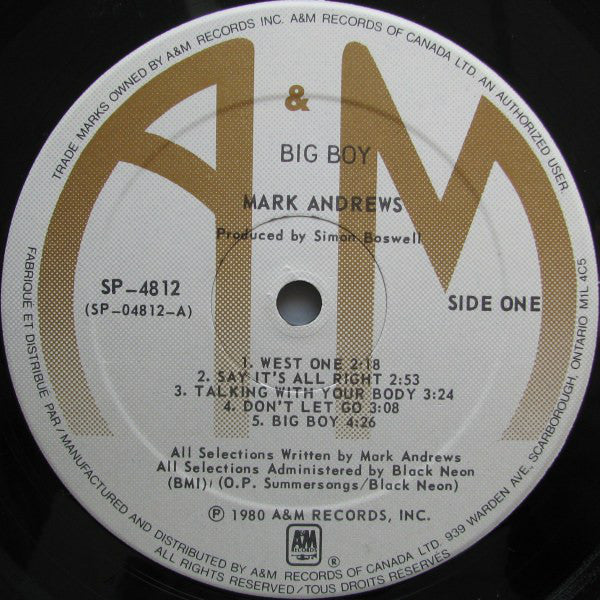 TRADE MARKS OWNED BY A&M RECORDS INC. A&M RECORDS OF CANADA LTD. AN AUTHORIZED USER.
A & M
BIG BOY
MARK ANDREWS
Produced by Simon Boswell
SP-4812
(SP-04812-A)
SIDE ONE
1. WEST ONE 2:18
2. SAY IT'S ALL RIGHT 2:53
3. TALKING WITH YOUR BODY 3:24
4. DON'T LET GO 3:08
5. BIG BOY 4:26
All Selections Written by Mark Andrews
All Selections Administered by Black Neon
(BMI)/(O.P. Summersongs/Black Neon)
℗ 1980 A&M RECORDS, INC.
A&M
RECORDS
®
FABRIQUE ET DISTRIBUE PAR / MANUFACTURED AND DISTRIBUTED BY A&M RECORDS OF CANADA LTD. 939 WARDEN AVE, SCARBOROUGH, ONTARIO M1L 4C5
ALL RIGHTS RESERVED/TOUS DROITS RESERVÉES